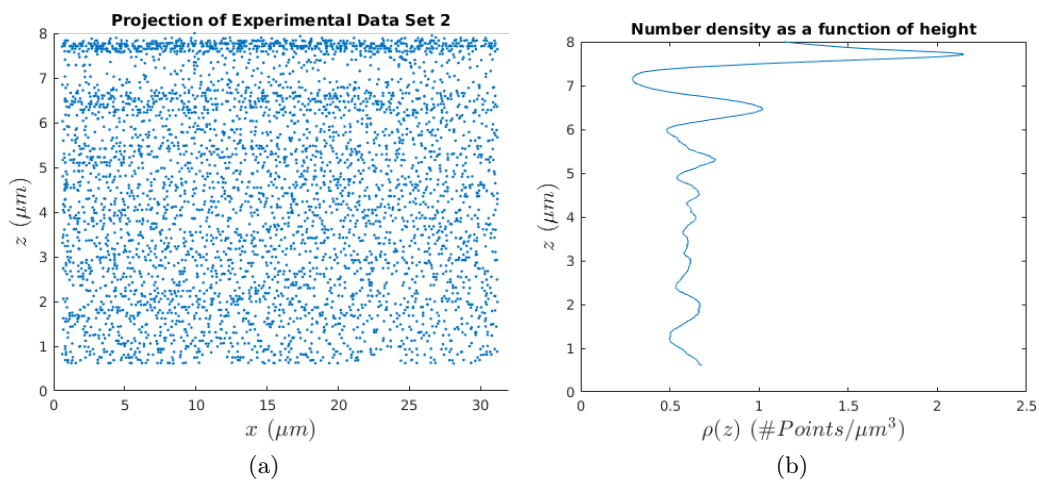 Projection of Experimental Data Set 2
8
7
6
5
4
3
2
1
0
z (μm)
0 5 10 15 20 25 30
x (μm)
(a)
Number density as a function of height
8
7
6
5
4
3
2
1
0
z (μm)
0 0.5 1 1.5 2 2.5
ρ(z) (#Points/μm³)
(b)